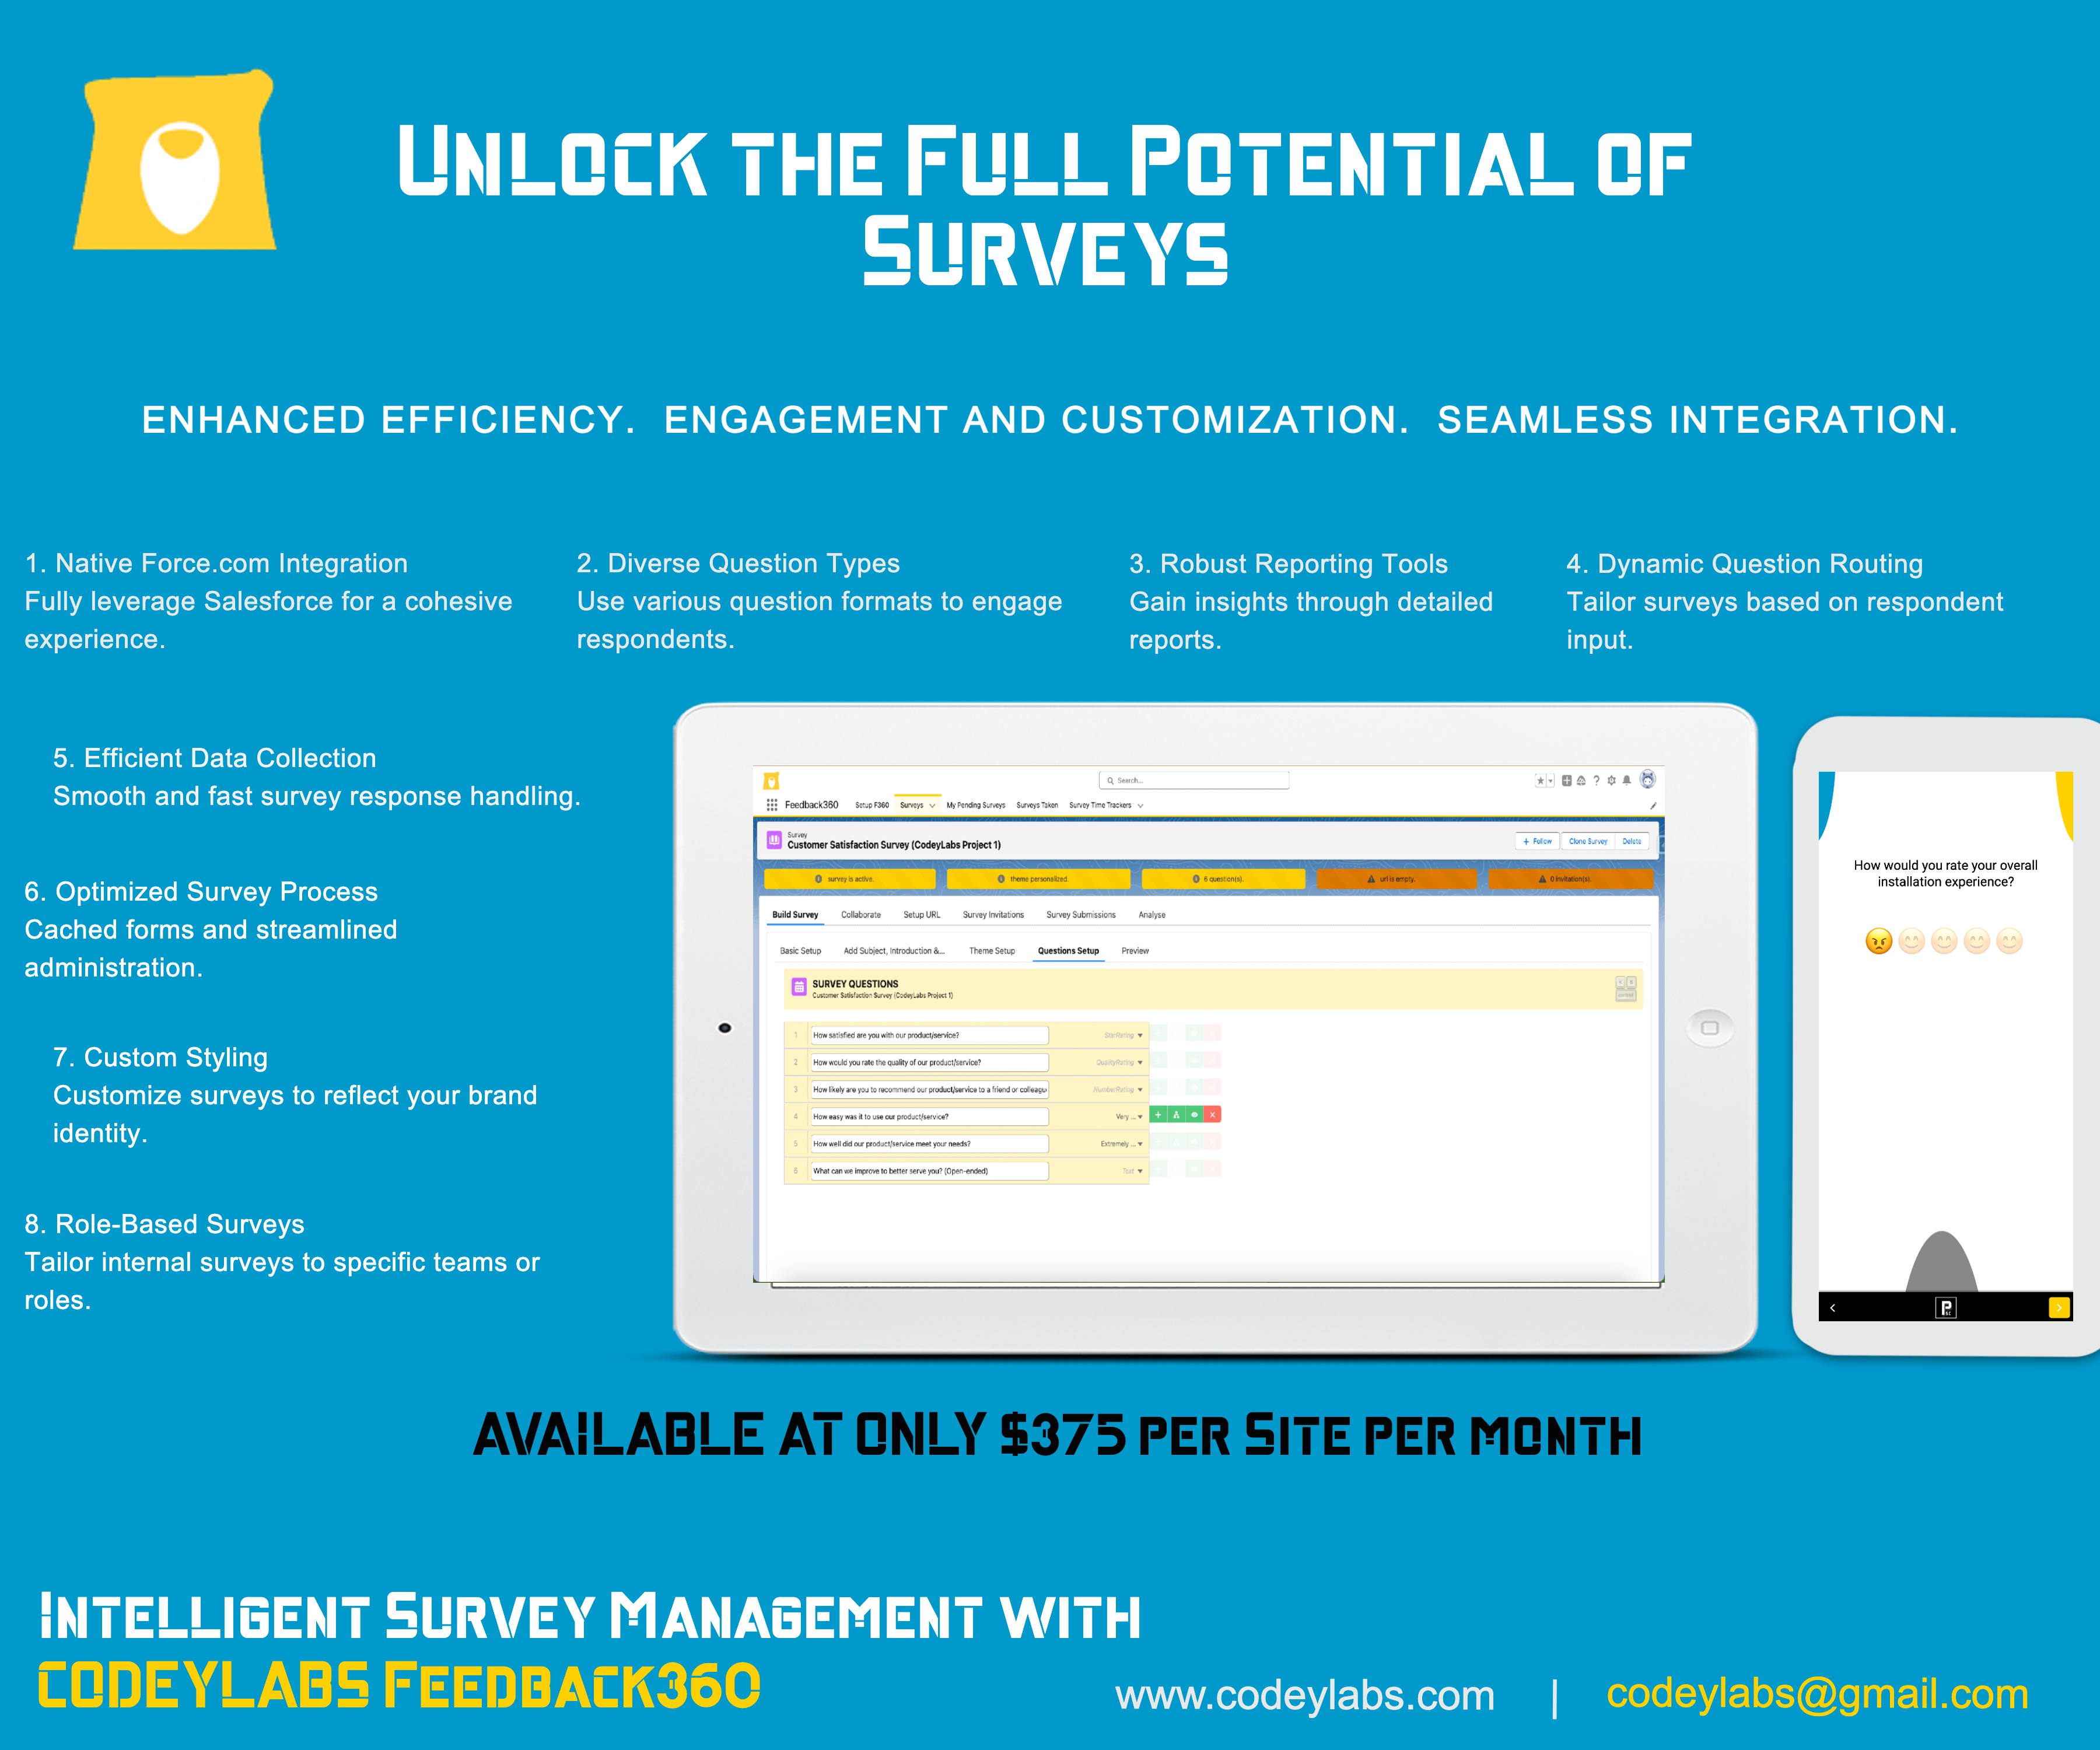 Unlock the Full Potential of
Surveys
ENHANCED EFFICIENCY. ENGAGEMENT AND CUSTOMIZATION. SEAMLESS INTEGRATION.
1. Native Force.com Integration
Fully leverage Salesforce for a cohesive
experience.
2. Diverse Question Types
Use various question formats to engage
respondents.
3. Robust Reporting Tools
Gain insights through detailed
reports.
4. Dynamic Question Routing
Tailor surveys based on respondent
input.
5. Efficient Data Collection
Smooth and fast survey response handling.
6. Optimized Survey Process
Cached forms and streamlined
administration.
7. Custom Styling
Customize surveys to reflect your brand
identity.
8. Role-Based Surveys
Tailor internal surveys to specific teams or
roles.
Search...
Feedback360 Setup F360 Surveys My Pending Surveys Surveys Taken Survey Time Trackers
Survey
Customer Satisfaction Survey (CodeyLabs Project 1)
+ Follow Clone Survey Delete
survey is active. theme personalized. 6 question(s). url is empty. 0 invitation(s).
Build Survey Collaborate Setup URL Survey Invitations Survey Submissions Analyse
Basic Setup Add Subject, Introduction &... Theme Setup Questions Setup Preview
SURVEY QUESTIONS
Customer Satisfaction Survey (CodeyLabs Project 1)
1 How satisfied are you with our product/service? StarRating
2 How would you rate the quality of our product/service? QualityRating
3 How likely are you to recommend our product/service to a friend or colleagu NumberRating
4 How easy was it to use our product/service? Very ...
5 How well did our product/service meet your needs? Extremely ...
6 What can we improve to better serve you? (Open-ended) Text
How would you rate your overall
installation experience?
AVAILABLE AT ONLY $375 PER SITE PER MONTH
Intelligent Survey Management with
CODEYLABS Feedback360
www.codeylabs.com | codeylabs@gmail.com